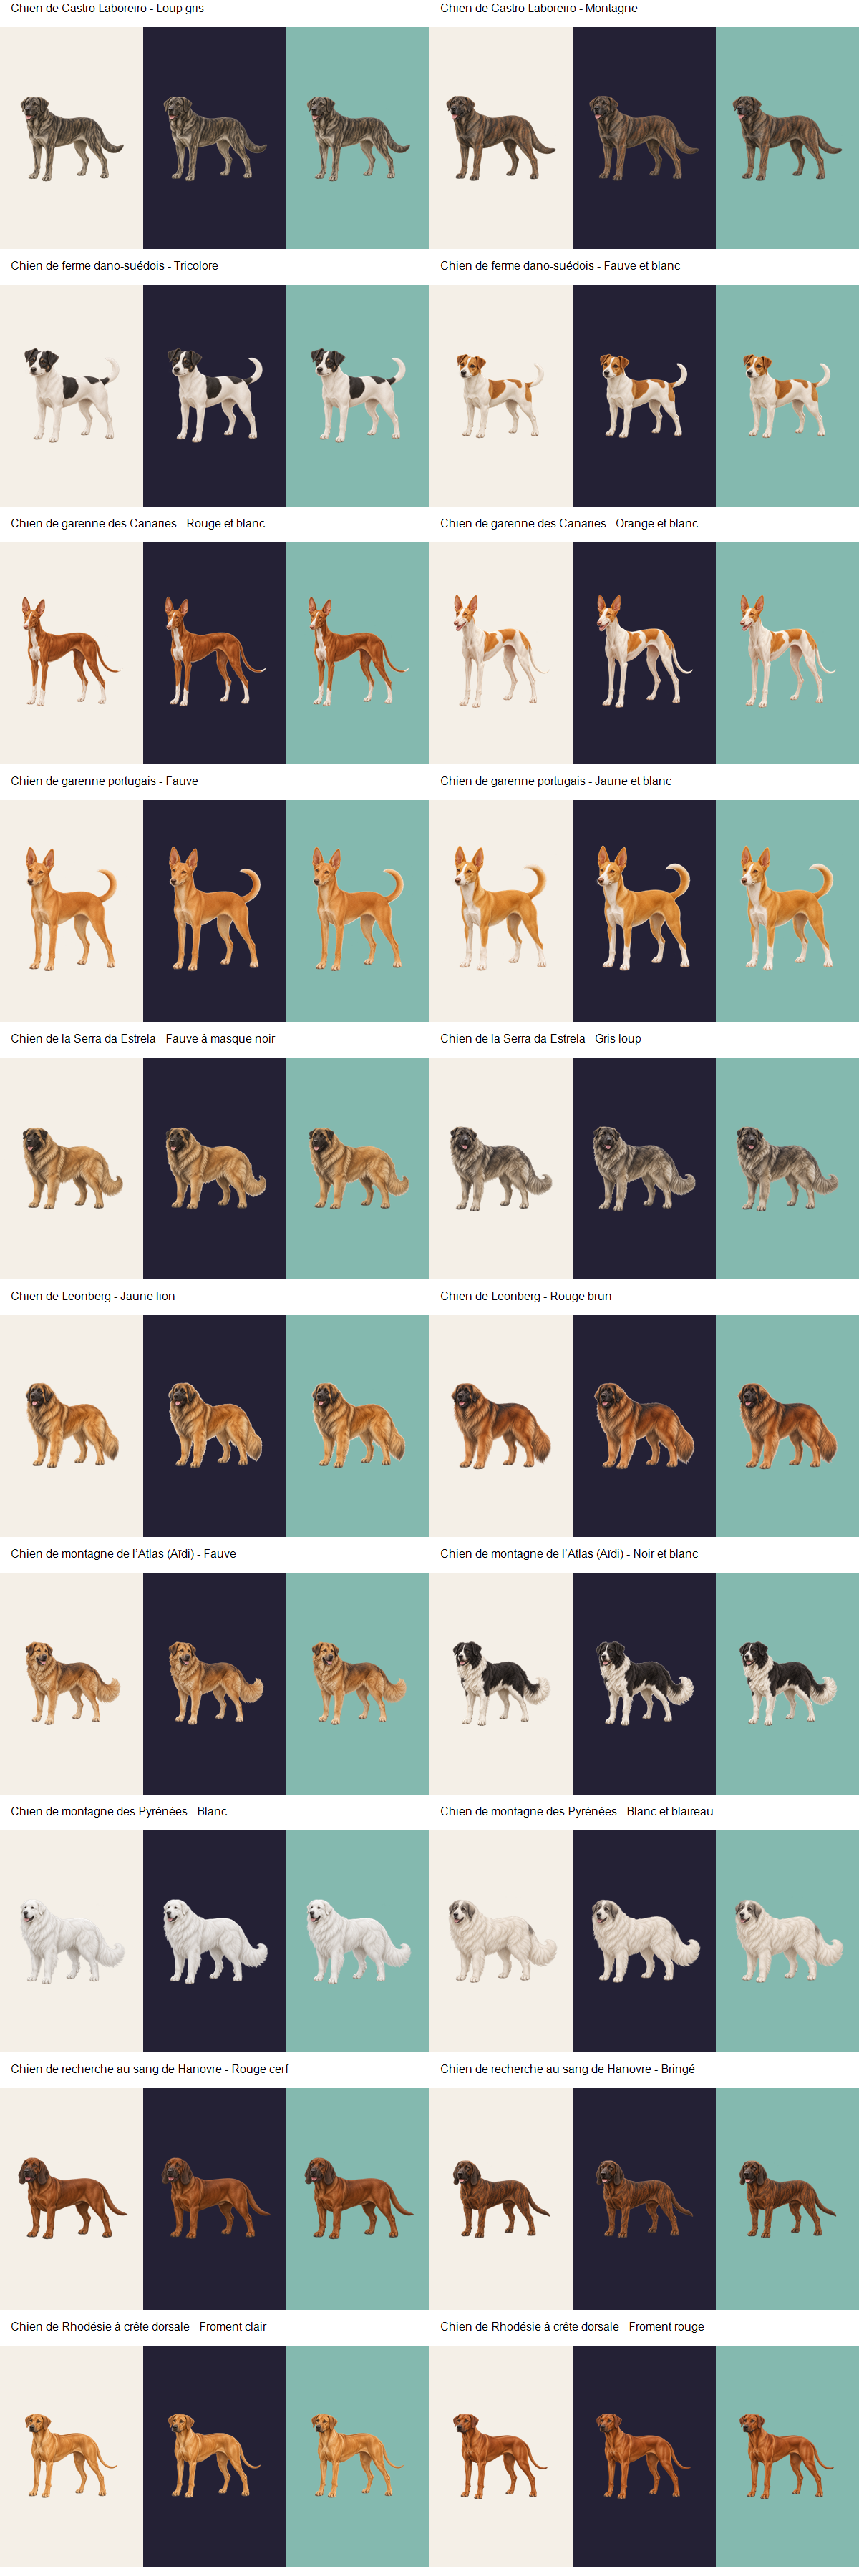 Chien de Castro Laboreiro - Loup gris
Chien de Castro Laboreiro - Montagne
Chien de ferme dano-suédois - Tricolore
Chien de ferme dano-suédois - Fauve et blanc
Chien de garenne des Canaries - Rouge et blanc
Chien de garenne des Canaries - Orange et blanc
Chien de garenne portugais - Fauve
Chien de garenne portugais - Jaune et blanc
Chien de la Serra da Estrela - Fauve à masque noir
Chien de la Serra da Estrela - Gris loup
Chien de Leonberg - Jaune lion
Chien de Leonberg - Rouge brun
Chien de montagne de l’Atlas (Aïdi) - Fauve
Chien de montagne de l’Atlas (Aïdi) - Noir et blanc
Chien de montagne des Pyrénées - Blanc
Chien de montagne des Pyrénées - Blanc et blaireau
Chien de recherche au sang de Hanovre - Rouge cerf
Chien de recherche au sang de Hanovre - Bringé
Chien de Rhodésie à crête dorsale - Froment clair
Chien de Rhodésie à crête dorsale - Froment rouge